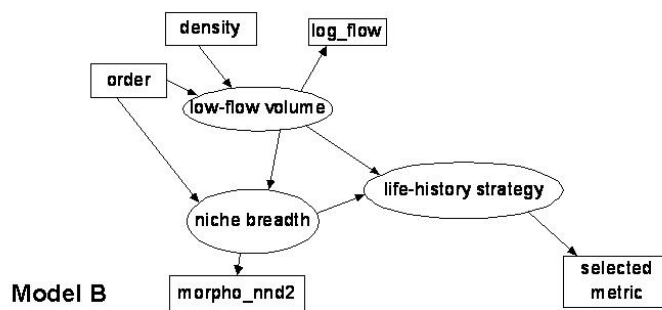 density
log_flow
order
low-flow volume
life-history strategy
niche breadth
selected
metric
Model B
morpho_nnd2